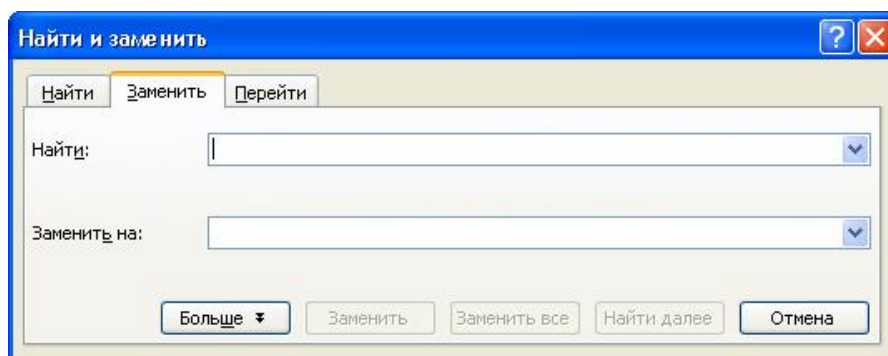 Найти и заменить
Найти Заменить Перейти
Найти:
Заменить на:
Больше Заменить Заменить все Найти далее Отмена